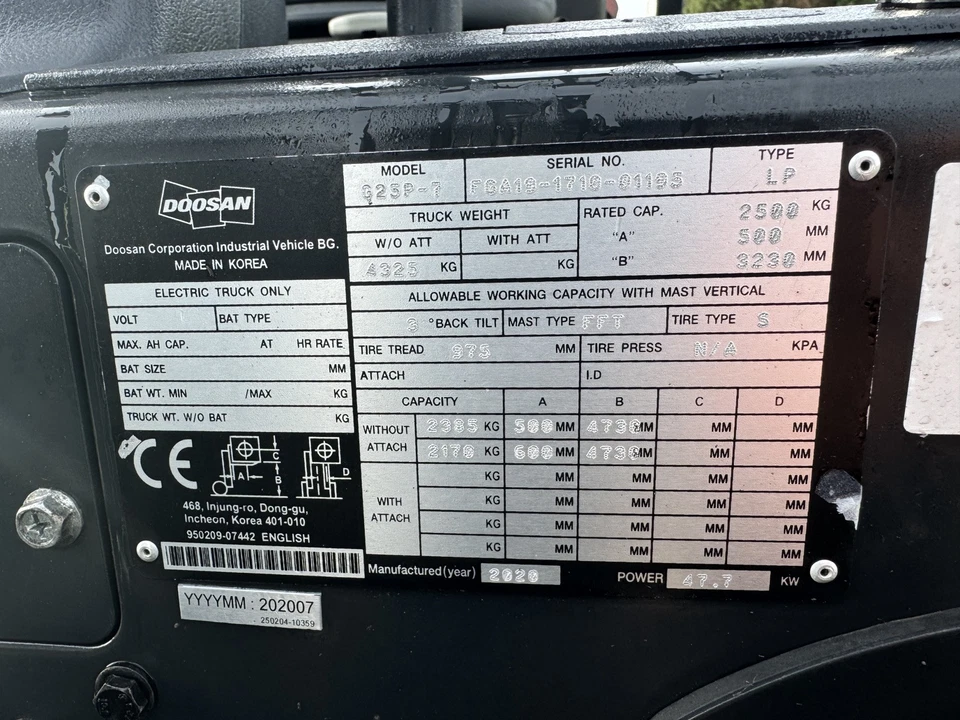 DOOSAN
Doosan Corporation Industrial Vehicle BG.
MADE IN KOREA
MODEL SERIAL NO. TYPE
G25P-7 FGA19-1710-01195 LP
TRUCK WEIGHT
W/O ATT WITH ATT
4325 KG KG
RATED CAP. 2500 KG
"A" 500 MM
"B" 3230 MM
ELECTRIC TRUCK ONLY
VOLT BAT TYPE
MAX. AH CAP. AT HR RATE
BAT SIZE MM
BAT WT. MIN /MAX KG
TRUCK WT. W/O BAT KG
ALLOWABLE WORKING CAPACITY WITH MAST VERTICAL
3 °BACK TILT MAST TYPE FFT TIRE TYPE S
TIRE TREAD 975 MM TIRE PRESS N/A KPA
ATTACH I.D
CAPACITY A B C D
WITHOUT ATTACH
2385 KG 500 MM 4730 MM MM MM
2170 KG 600 MM 4730 MM MM MM
WITH ATTACH
KG MM MM MM MM
KG MM MM MM MM
KG MM MM MM MM
KG MM MM MM MM
CE
A B C D
468, Injung-ro, Dong-gu,
Incheon, Korea 401-010
950209-07442 ENGLISH
Manufactured(year) 2020 POWER 47.7 KW
YYYYMM : 202007
250204-10359